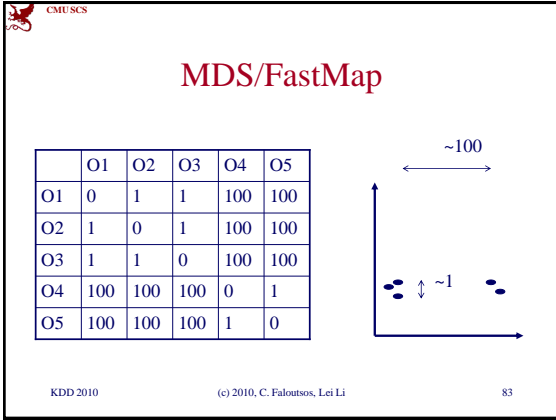 CMU SCS
MDS/FastMap
O1 O2 O3 O4 O5
O1 0 1 1 100 100
O2 1 0 1 100 100
O3 1 1 0 100 100
O4 100 100 100 0 1
O5 100 100 100 1 0
~100
~1
KDD 2010 (c) 2010, C. Faloutsos, Lei Li 83